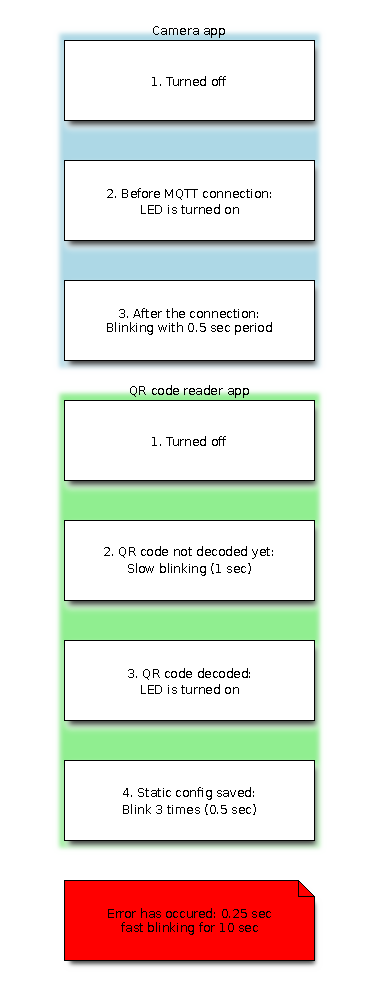 Camera app
1. Turned off
2. Before MQTT connection:
LED is turned on
3. After the connection:
Blinking with 0.5 sec period
QR code reader app
1. Turned off
2. QR code not decoded yet:
Slow blinking (1 sec)
3. QR code decoded:
LED is turned on
4. Static config saved:
Blink 3 times (0.5 sec)
Error has occured: 0.25 sec
fast blinking for 10 sec